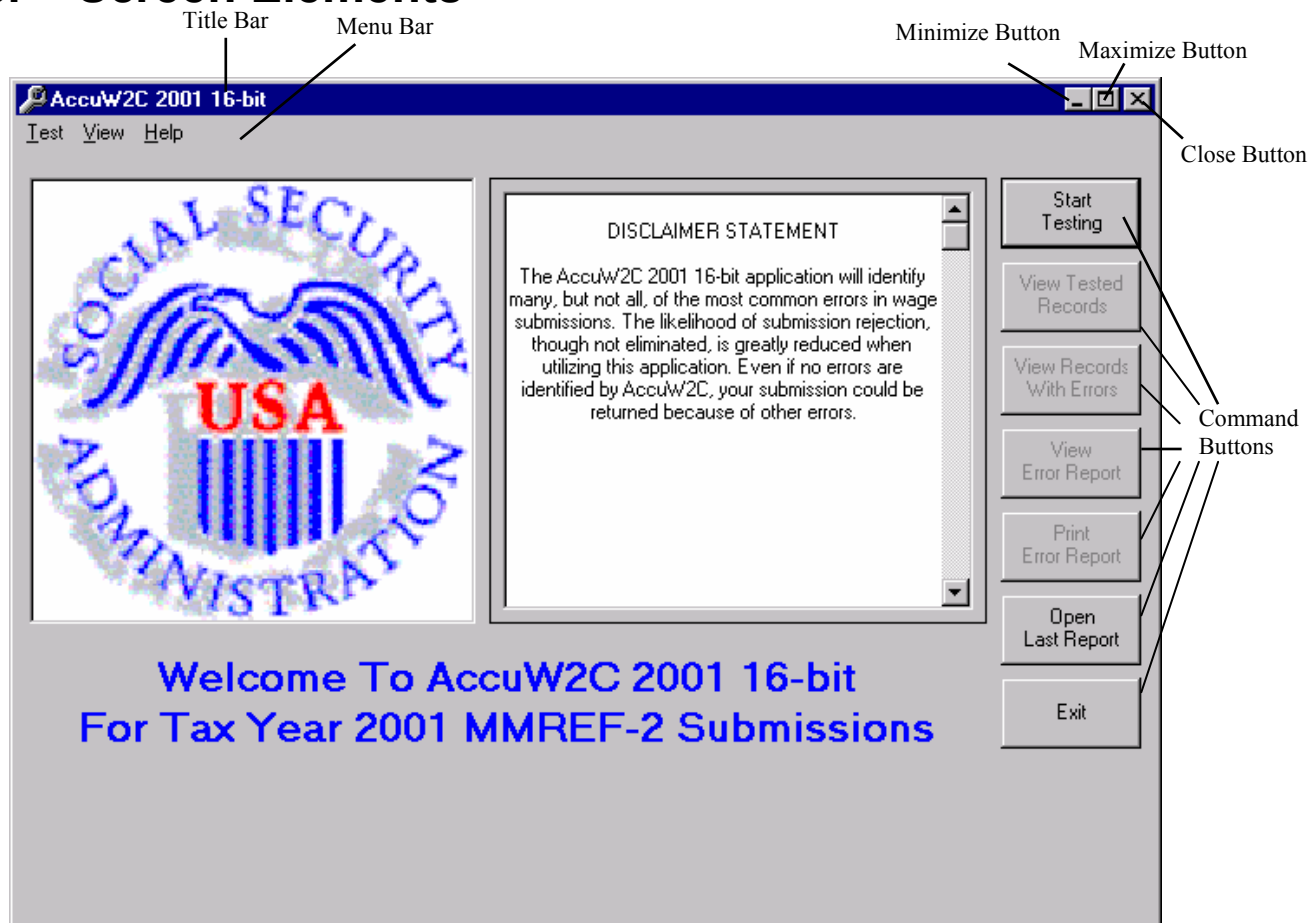 Screen Elements
Title Bar
Menu Bar
Minimize Button
Maximize Button
AccuW2C 2001 16-bit
Test View Help
Close Button
SOCIAL SECURITY
USA
ADMINISTRATION
DISCLAIMER STATEMENT
The AccuW2C 2001 16-bit application will identify
many, but not all, of the most common errors in wage
submissions. The likelihood of submission rejection,
though not eliminated, is greatly reduced when
utilizing this application. Even if no errors are
identified by AccuW2C, your submission could be
returned because of other errors.
Start
Testing
View Tested
Records
View Records
With Errors
View
Error Report
Print
Error Report
Open
Last Report
Exit
Command
Buttons
Welcome To AccuW2C 2001 16-bit
For Tax Year 2001 MMREF-2 Submissions